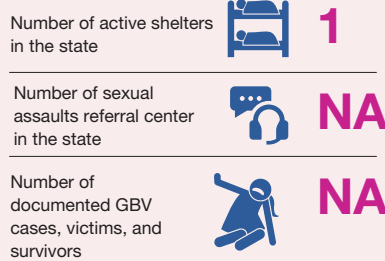 Number of active shelters
in the state
1
Number of sexual
assaults referral center
in the state
NA
Number of
documented GBV
cases, victims, and
survivors
NA